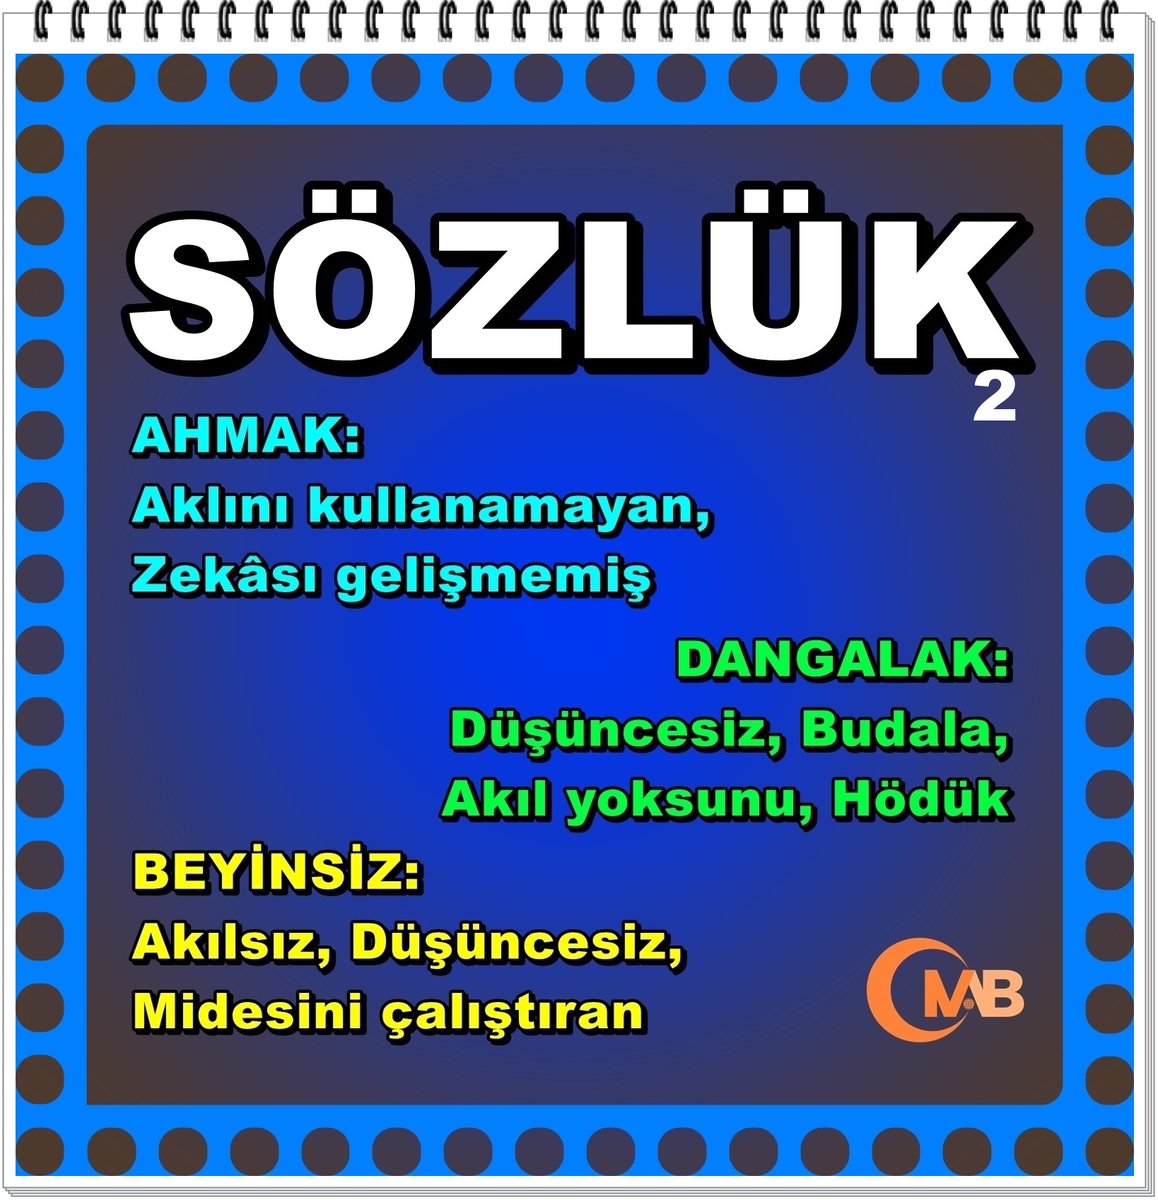 SÖZLÜK
2
AHMAK:
Aklını kullanamayan,
Zekâsı gelişmemiş
DANGALAK:
Düşüncesiz, Budala,
Akıl yoksunu, Hödük
BEYİNSİZ:
Akılsız, Düşüncesiz,
Midesini çalıştıran
MAB